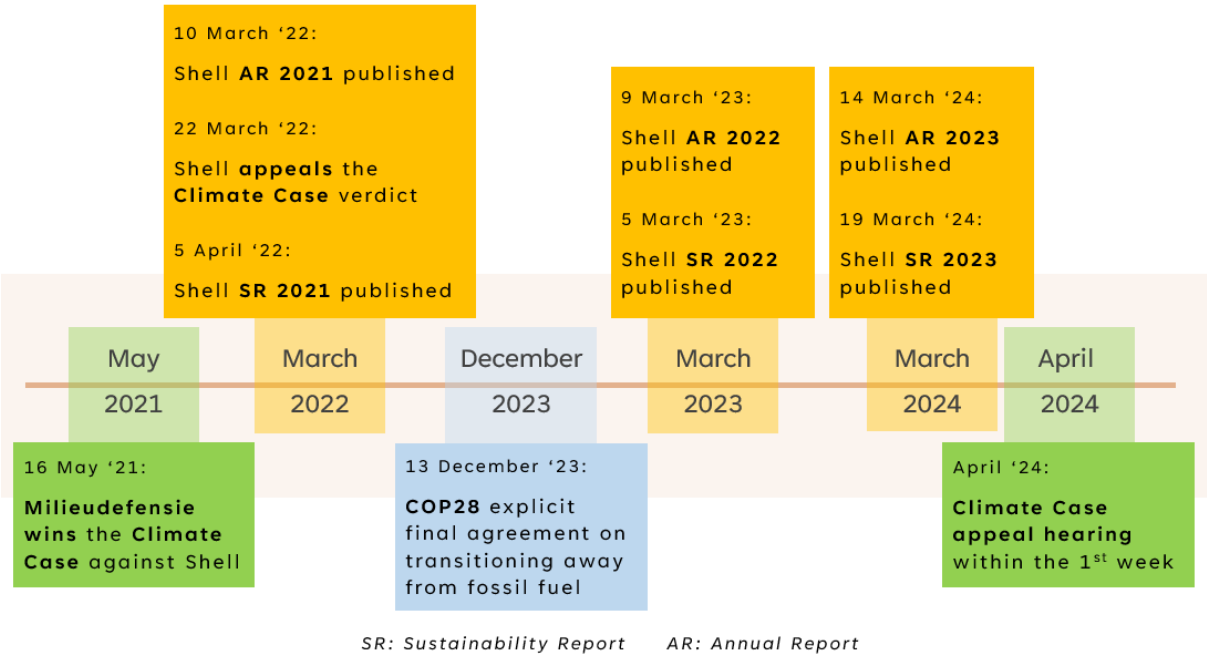 10 March ‘22:
Shell AR 2021 published
22 March ‘22:
Shell appeals the
Climate Case verdict
5 April ‘22:
Shell SR 2021 published
9 March ‘23:
Shell AR 2022
published
5 March ‘23:
Shell SR 2022
published
14 March ‘24:
Shell AR 2023
published
19 March ‘24:
Shell SR 2023
published
May
2021
March
2022
December
2023
March
2023
March
2024
April
2024
16 May ‘21:
Milieudefensie
wins the Climate
Case against Shell
13 December ‘23:
COP28 explicit
final agreement on
transitioning away
from fossil fuel
April ‘24:
Climate Case
appeal hearing
within the 1st week
SR: Sustainability Report AR: Annual Report